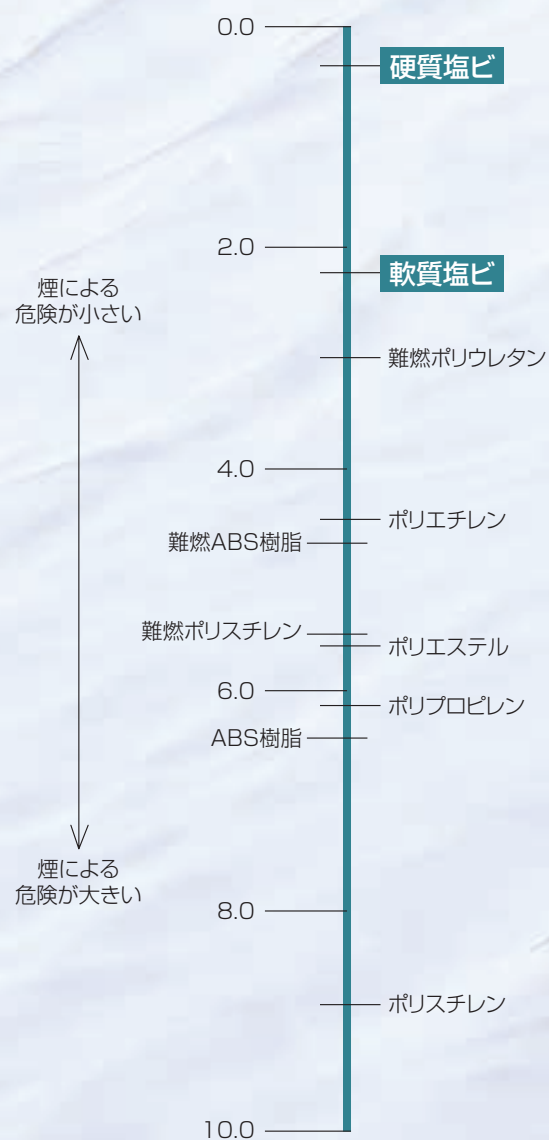 0.0
硬質塩ビ
2.0
軟質塩ビ
煙による
危険が小さい
難燃ポリウレタン
4.0
ポリエチレン
難燃ABS樹脂
難燃ポリスチレン
ポリエステル
6.0
ポリプロピレン
ABS樹脂
煙による
危険が大きい
8.0
ポリスチレン
10.0